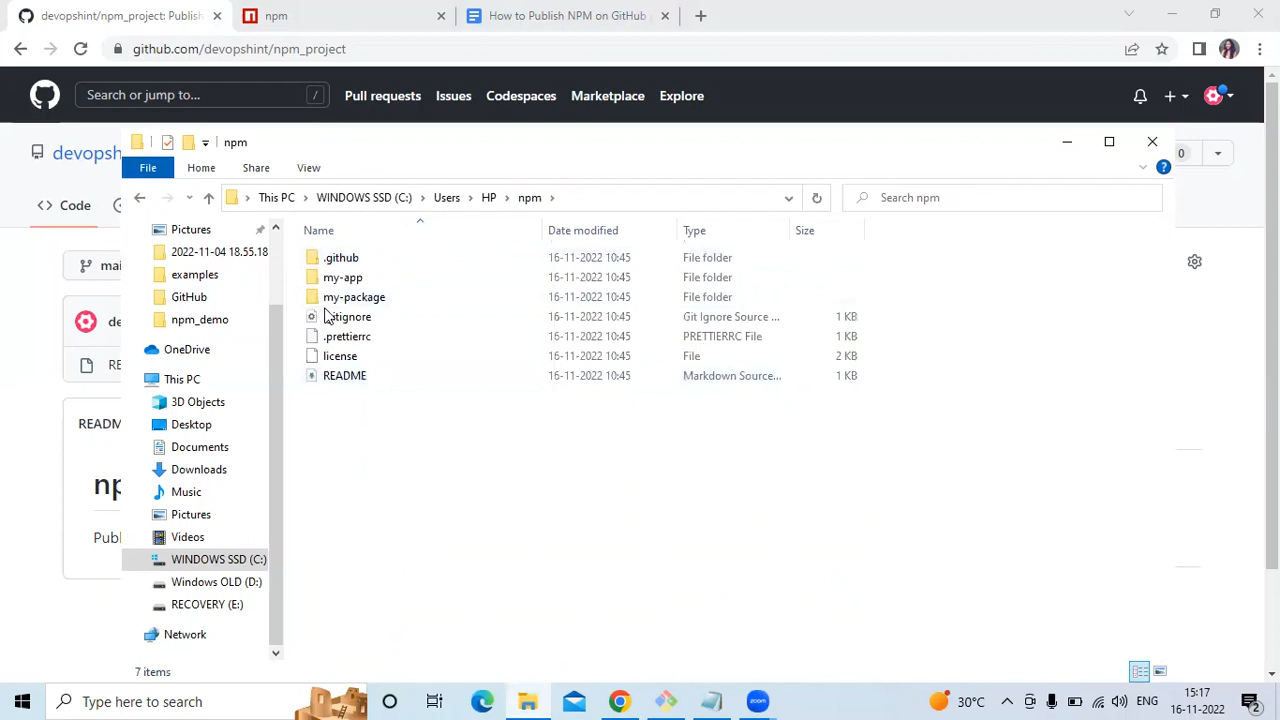 devopshint/npm_project: Publish
npm
How to Publish NPM on GitHub
github.com/devopshint/npm_project
Search or jump to...
/
Pull requests
Issues
Codespaces
Marketplace
Explore
devopsh
0
npm
File
Home
Share
View
Code
This PC > WINDOWS SSD (C:) > Users > HP > npm >
Search npm
Name
Date modified
Type
Size
Pictures
2022-11-04 18.55.18
examples
GitHub
npm_demo
OneDrive
This PC
3D Objects
Desktop
Documents
Downloads
Music
Pictures
Videos
WINDOWS SSD (C:)
Windows OLD (D:)
RECOVERY (E:)
Network
.github 16-11-2022 10:45 File folder
my-app 16-11-2022 10:45 File folder
my-package 16-11-2022 10:45 File folder
.gitignore 16-11-2022 10:45 Git Ignore Source ... 1 KB
.prettierrc 16-11-2022 10:45 PRETTIERRC File 1 KB
license 16-11-2022 10:45 File 2 KB
README 16-11-2022 10:45 Markdown Source... 1 KB
mai
de
RE
READM
np
Pub
7 items
Type here to search
30°C
ENG
15:17
16-11-2022
2